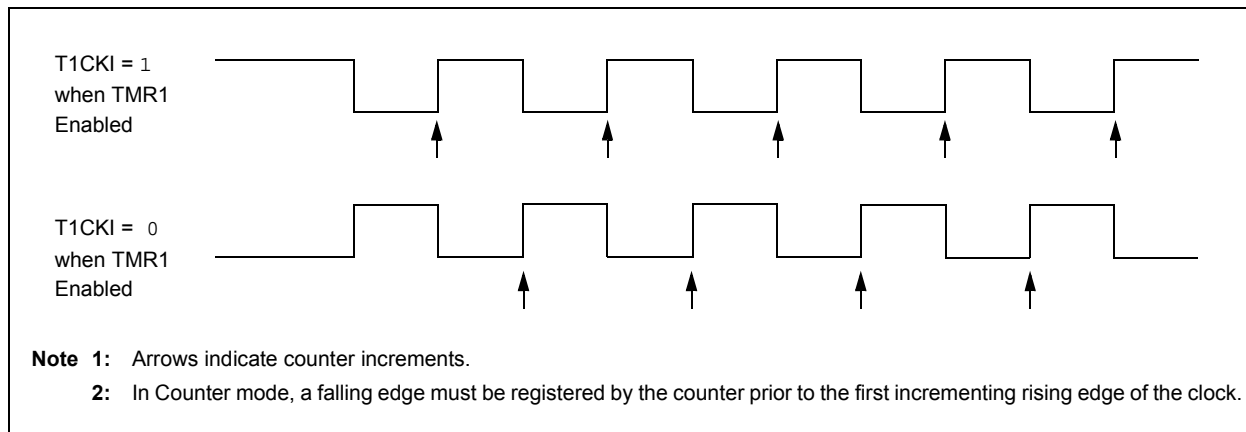 T1CKI = 1
when TMR1
Enabled
T1CKI = 0
when TMR1
Enabled
Note 1: Arrows indicate counter increments.
2: In Counter mode, a falling edge must be registered by the counter prior to the first incrementing rising edge of the clock.